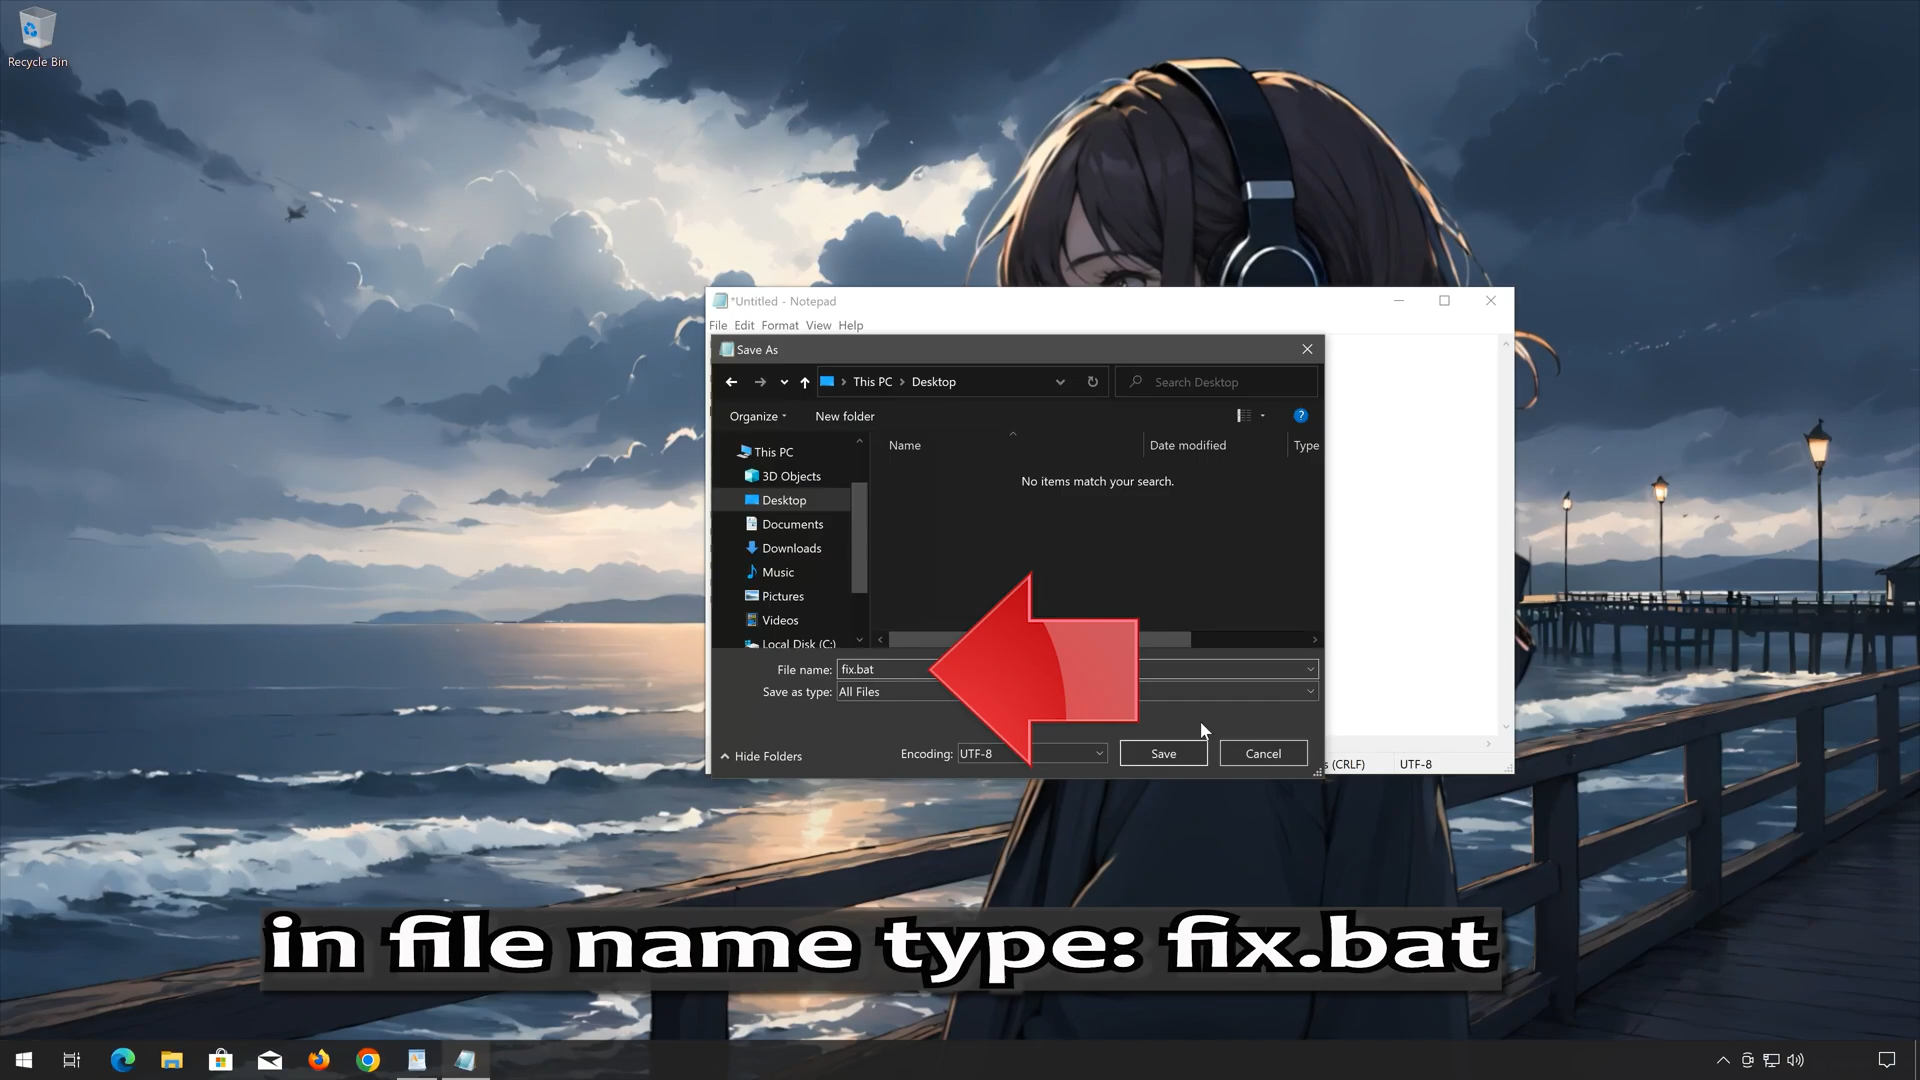 Recycle Bin
*Untitled - Notepad
File Edit Format View Help
Save As
This PC > Desktop
Search Desktop
Organize
New folder
?
Name
Date modified
Type
This PC
3D Objects
Desktop
Documents
Downloads
Music
Pictures
Videos
Local Disk (C:)
No items match your search.
File name: fix.bat
Save as type: All Files
Hide Folders
Encoding: UTF-8
Save
Cancel
(CRLF)
UTF-8
in file name type: fix.bat